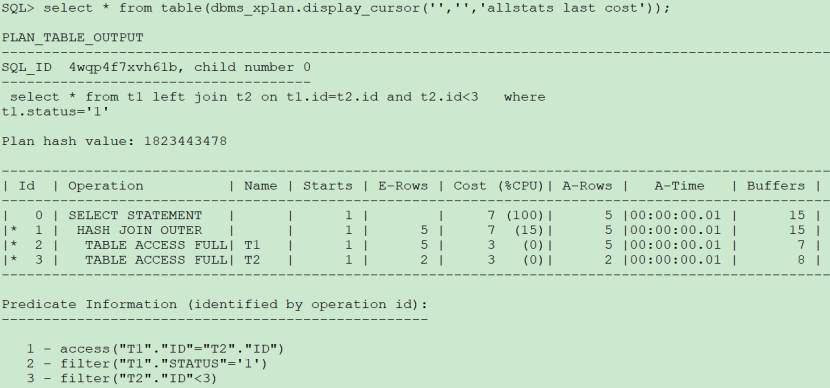 SQL> select * from table(dbms_xplan.display_cursor('','','allstats last cost'));
PLAN_TABLE_OUTPUT
--------------------------------------------------------------------------------------------------
SQL_ID  4wqp4f7xvh61b, child number 0
-------------------------------------
 select * from t1 left join t2 on t1.id=t2.id and t2.id<3   where
t1.status='1'
Plan hash value: 1823443478
--------------------------------------------------------------------------------------------------
| Id  | Operation          | Name | Starts | E-Rows | Cost (%CPU)| A-Rows |   A-Time   | Buffers |
--------------------------------------------------------------------------------------------------
|   0 | SELECT STATEMENT   |      |      1 |        |     7 (100)|      5 |00:00:00.01 |      15 |
|*  1 |  HASH JOIN OUTER   |      |      1 |      5 |     7  (15)|      5 |00:00:00.01 |      15 |
|*  2 |   TABLE ACCESS FULL| T1   |      1 |      5 |     3   (0)|      5 |00:00:00.01 |       7 |
|*  3 |   TABLE ACCESS FULL| T2   |      1 |      2 |     3   (0)|      2 |00:00:00.01 |       8 |
--------------------------------------------------------------------------------------------------
Predicate Information (identified by operation id):
---------------------------------------------------
   1 - access("T1"."ID"="T2"."ID")
   2 - filter("T1"."STATUS"='1')
   3 - filter("T2"."ID"<3)